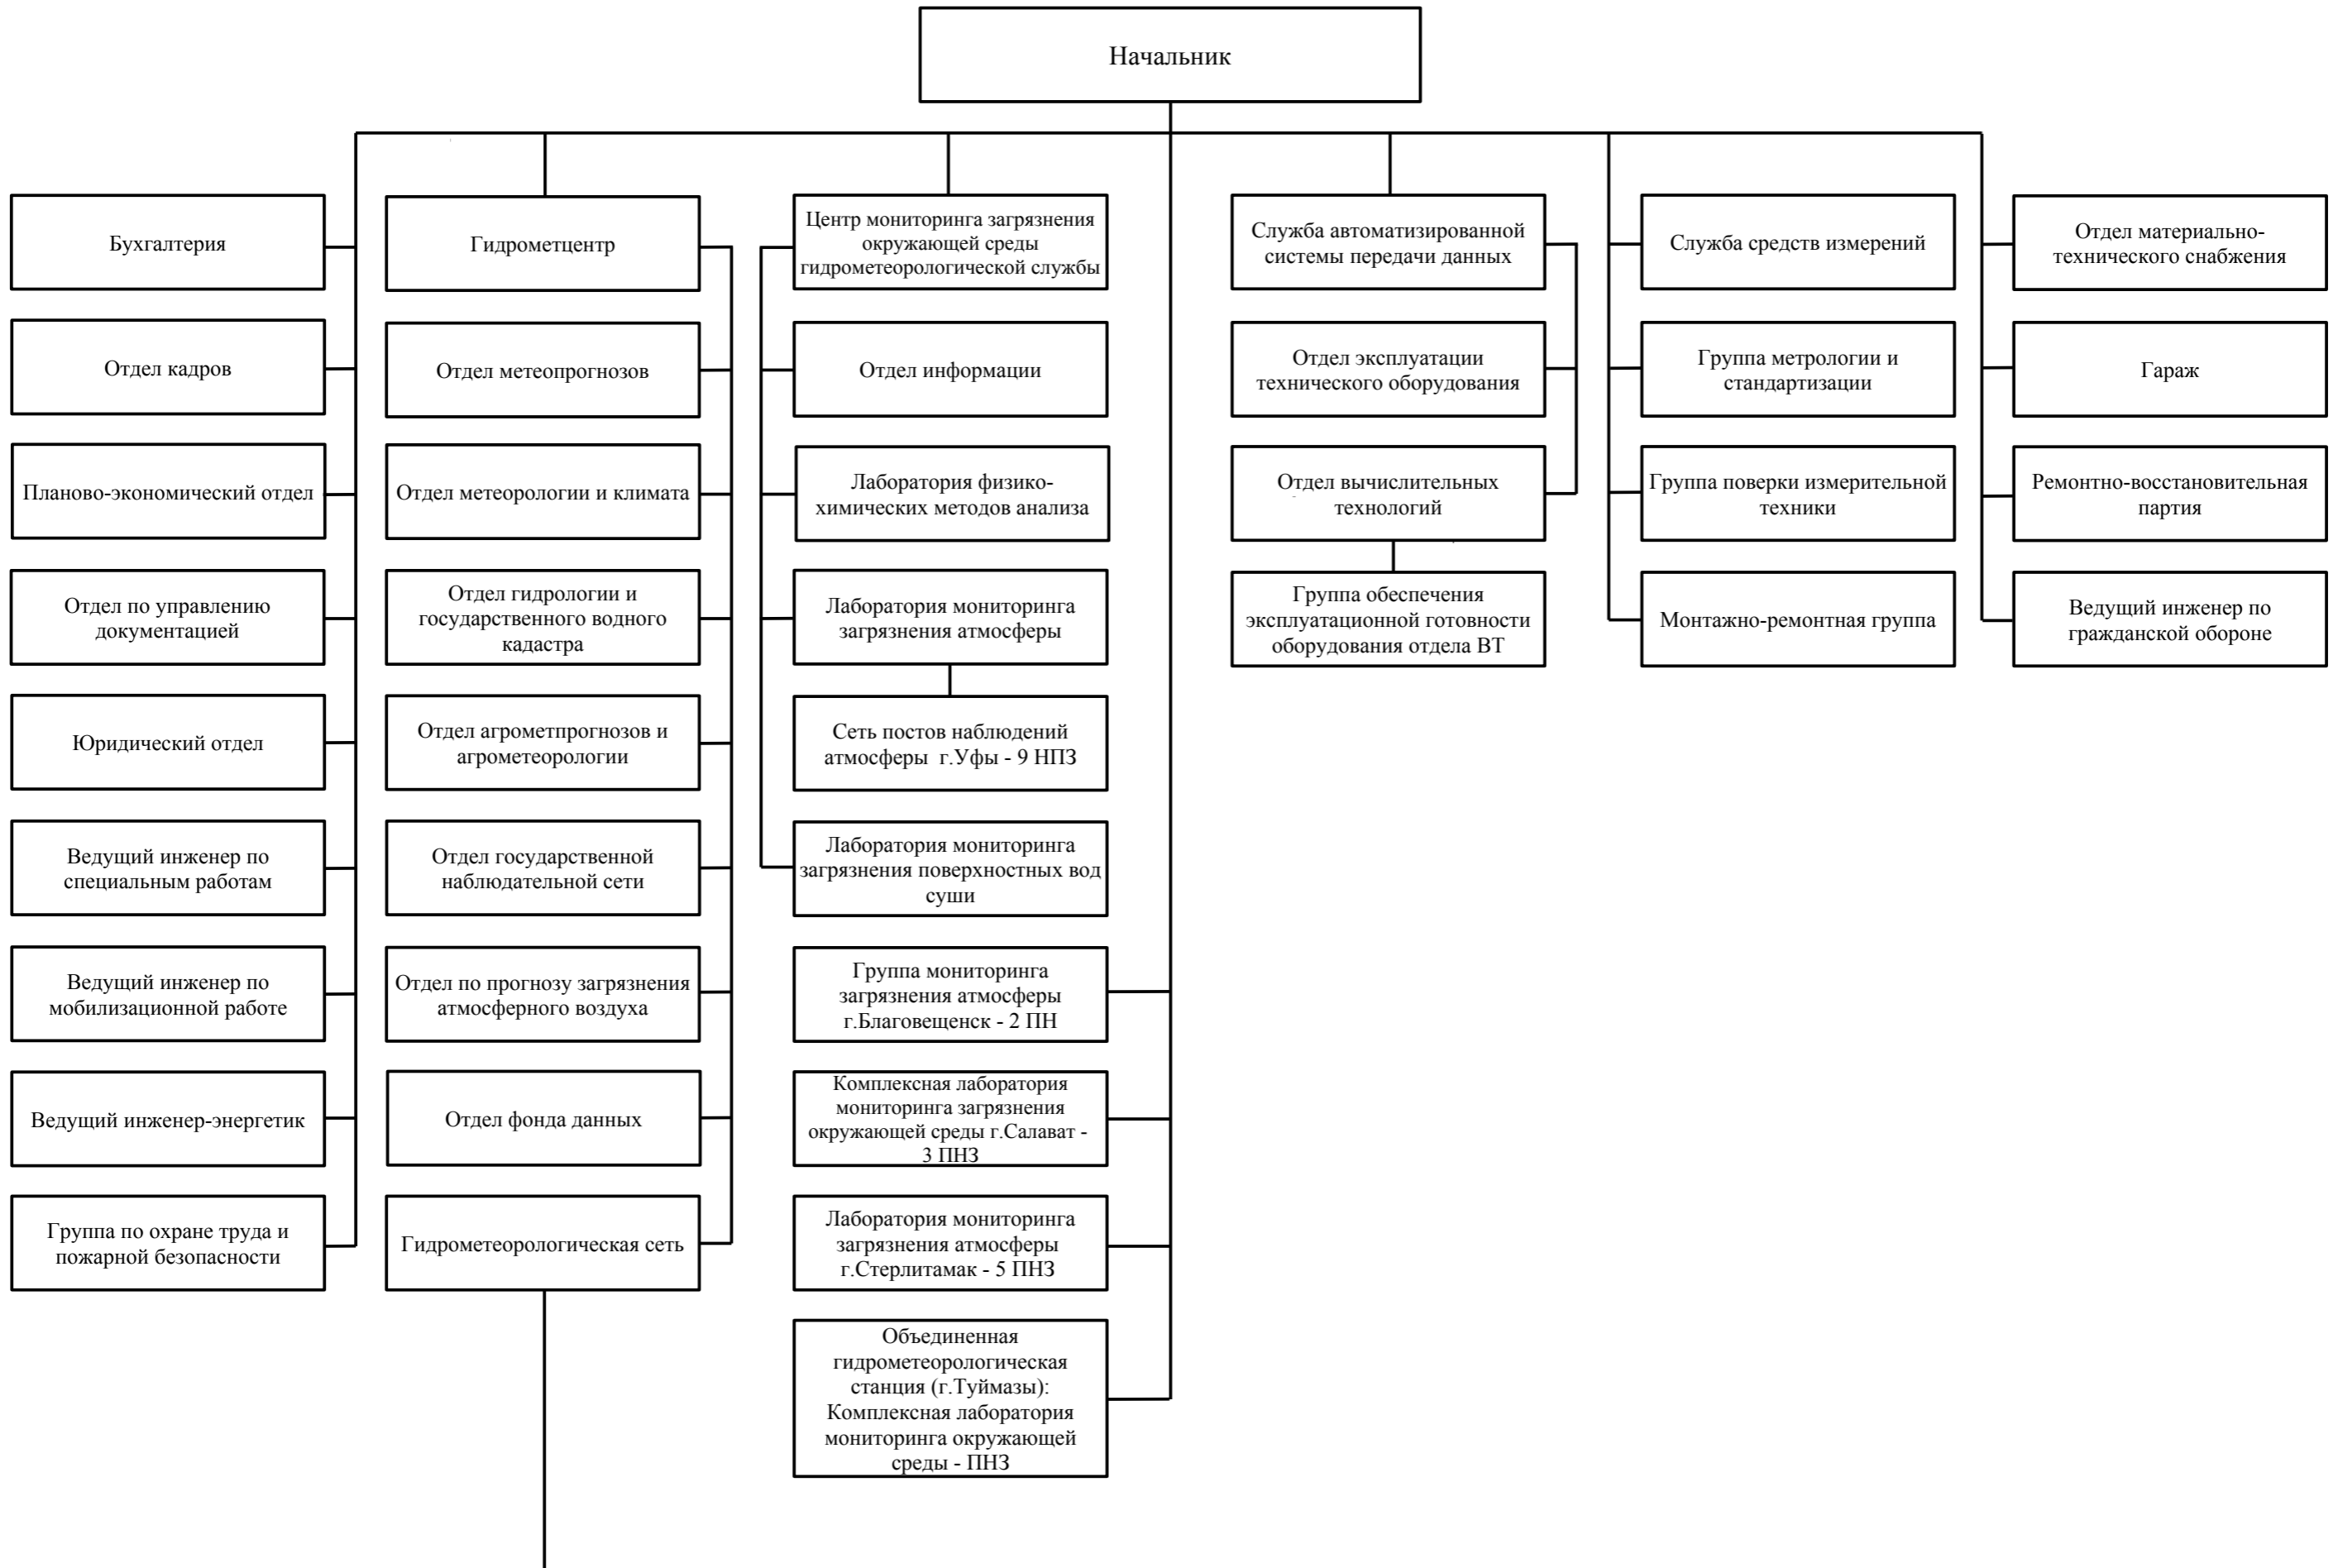 Начальник
Бухгалтерия
Отдел кадров
Планово-экономический отдел
Отдел по управлению
документацией
Юридический отдел
Ведущий инженер по
специальным работам
Ведущий инженер по
мобилизационной работе
Ведущий инженер-энергетик
Группа по охране труда и
пожарной безопасности
Гидрометцентр
Отдел метеопрогнозов
Отдел метеорологии и климата
Отдел гидрологии и
государственного водного
кадастра
Отдел агрометпрогнозов и
агрометеорологии
Отдел государственной
наблюдательной сети
Отдел по прогнозу загрязнения
атмосферного воздуха
Отдел фонда данных
Гидрометеорологическая сеть
Центр мониторинга загрязнения
окружающей среды
гидрометеорологической службы
Отдел информации
Лаборатория физико-
химических методов анализа
Лаборатория мониторинга
загрязнения атмосферы
Сеть постов наблюдений
атмосферы г.Уфы - 9 НПЗ
Лаборатория мониторинга
загрязнения поверхностных вод
суши
Группа мониторинга
загрязнения атмосферы
г.Благовещенск - 2 ПН
Комплексная лаборатория
мониторинга загрязнения
окружающей среды г.Салават -
3 ПНЗ
Лаборатория мониторинга
загрязнения атмосферы
г.Стерлитамак - 5 ПНЗ
Объединенная
гидрометеорологическая
станция (г.Туймазы):
Комплексная лаборатория
мониторинга окружающей
среды - ПНЗ
Служба автоматизированной
системы передачи данных
Отдел эксплуатации
технического оборудования
Отдел вычислительных
технологий
Группа обеспечения
эксплуатационной готовности
оборудования отдела ВТ
Служба средств измерений
Группа метрологии и
стандартизации
Группа поверки измерительной
техники
Монтажно-ремонтная группа
Отдел материально-
технического снабжения
Гараж
Ремонтно-восстановительная
партия
Ведущий инженер по
гражданской обороне